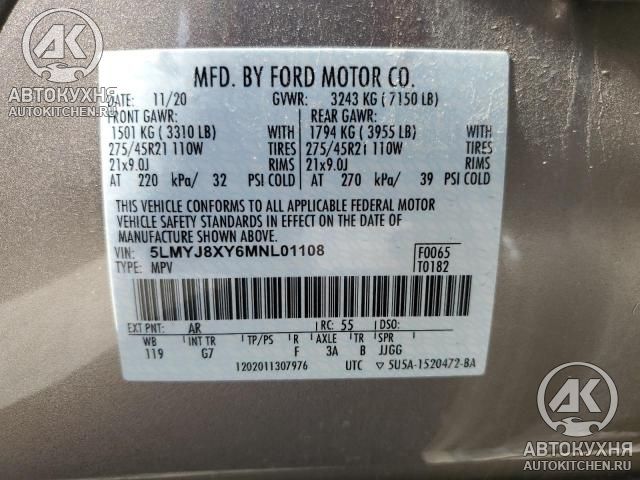 АВТОКУХНЯ
AUTOKITCHEN.RU
MFD. BY FORD MOTOR CO.
DATE: 11/20 GVWR: 3243 KG ( 7150 LB)
FRONT GAWR: REAR GAWR:
1501 KG ( 3310 LB) WITH 1794 KG ( 3955 LB) WITH
275/45R21 110W TIRES 275/45R21 110W TIRES
21x9.0J RIMS 21x9.0J RIMS
AT 220 kPa/ 32 PSI COLD AT 270 kPa/ 39 PSI COLD
THIS VEHICLE CONFORMS TO ALL APPLICABLE FEDERAL MOTOR
VEHICLE SAFETY STANDARDS IN EFFECT ON THE DATE OF
MANUFACTURE SHOWN ABOVE.
VIN: 5LMYJ8XY6MNL01108 F0065
TYPE: MPV T0182
EXT PNT: AR RC: 55 DSO:
WB INT TR TP/PS R AXLE TR SPR
119 G7 F 3A B JJGG
1202011307976 UTC ▽ 5U5A-1520472-BA
АВТОКУХНЯ
AUTOKITCHEN.RU